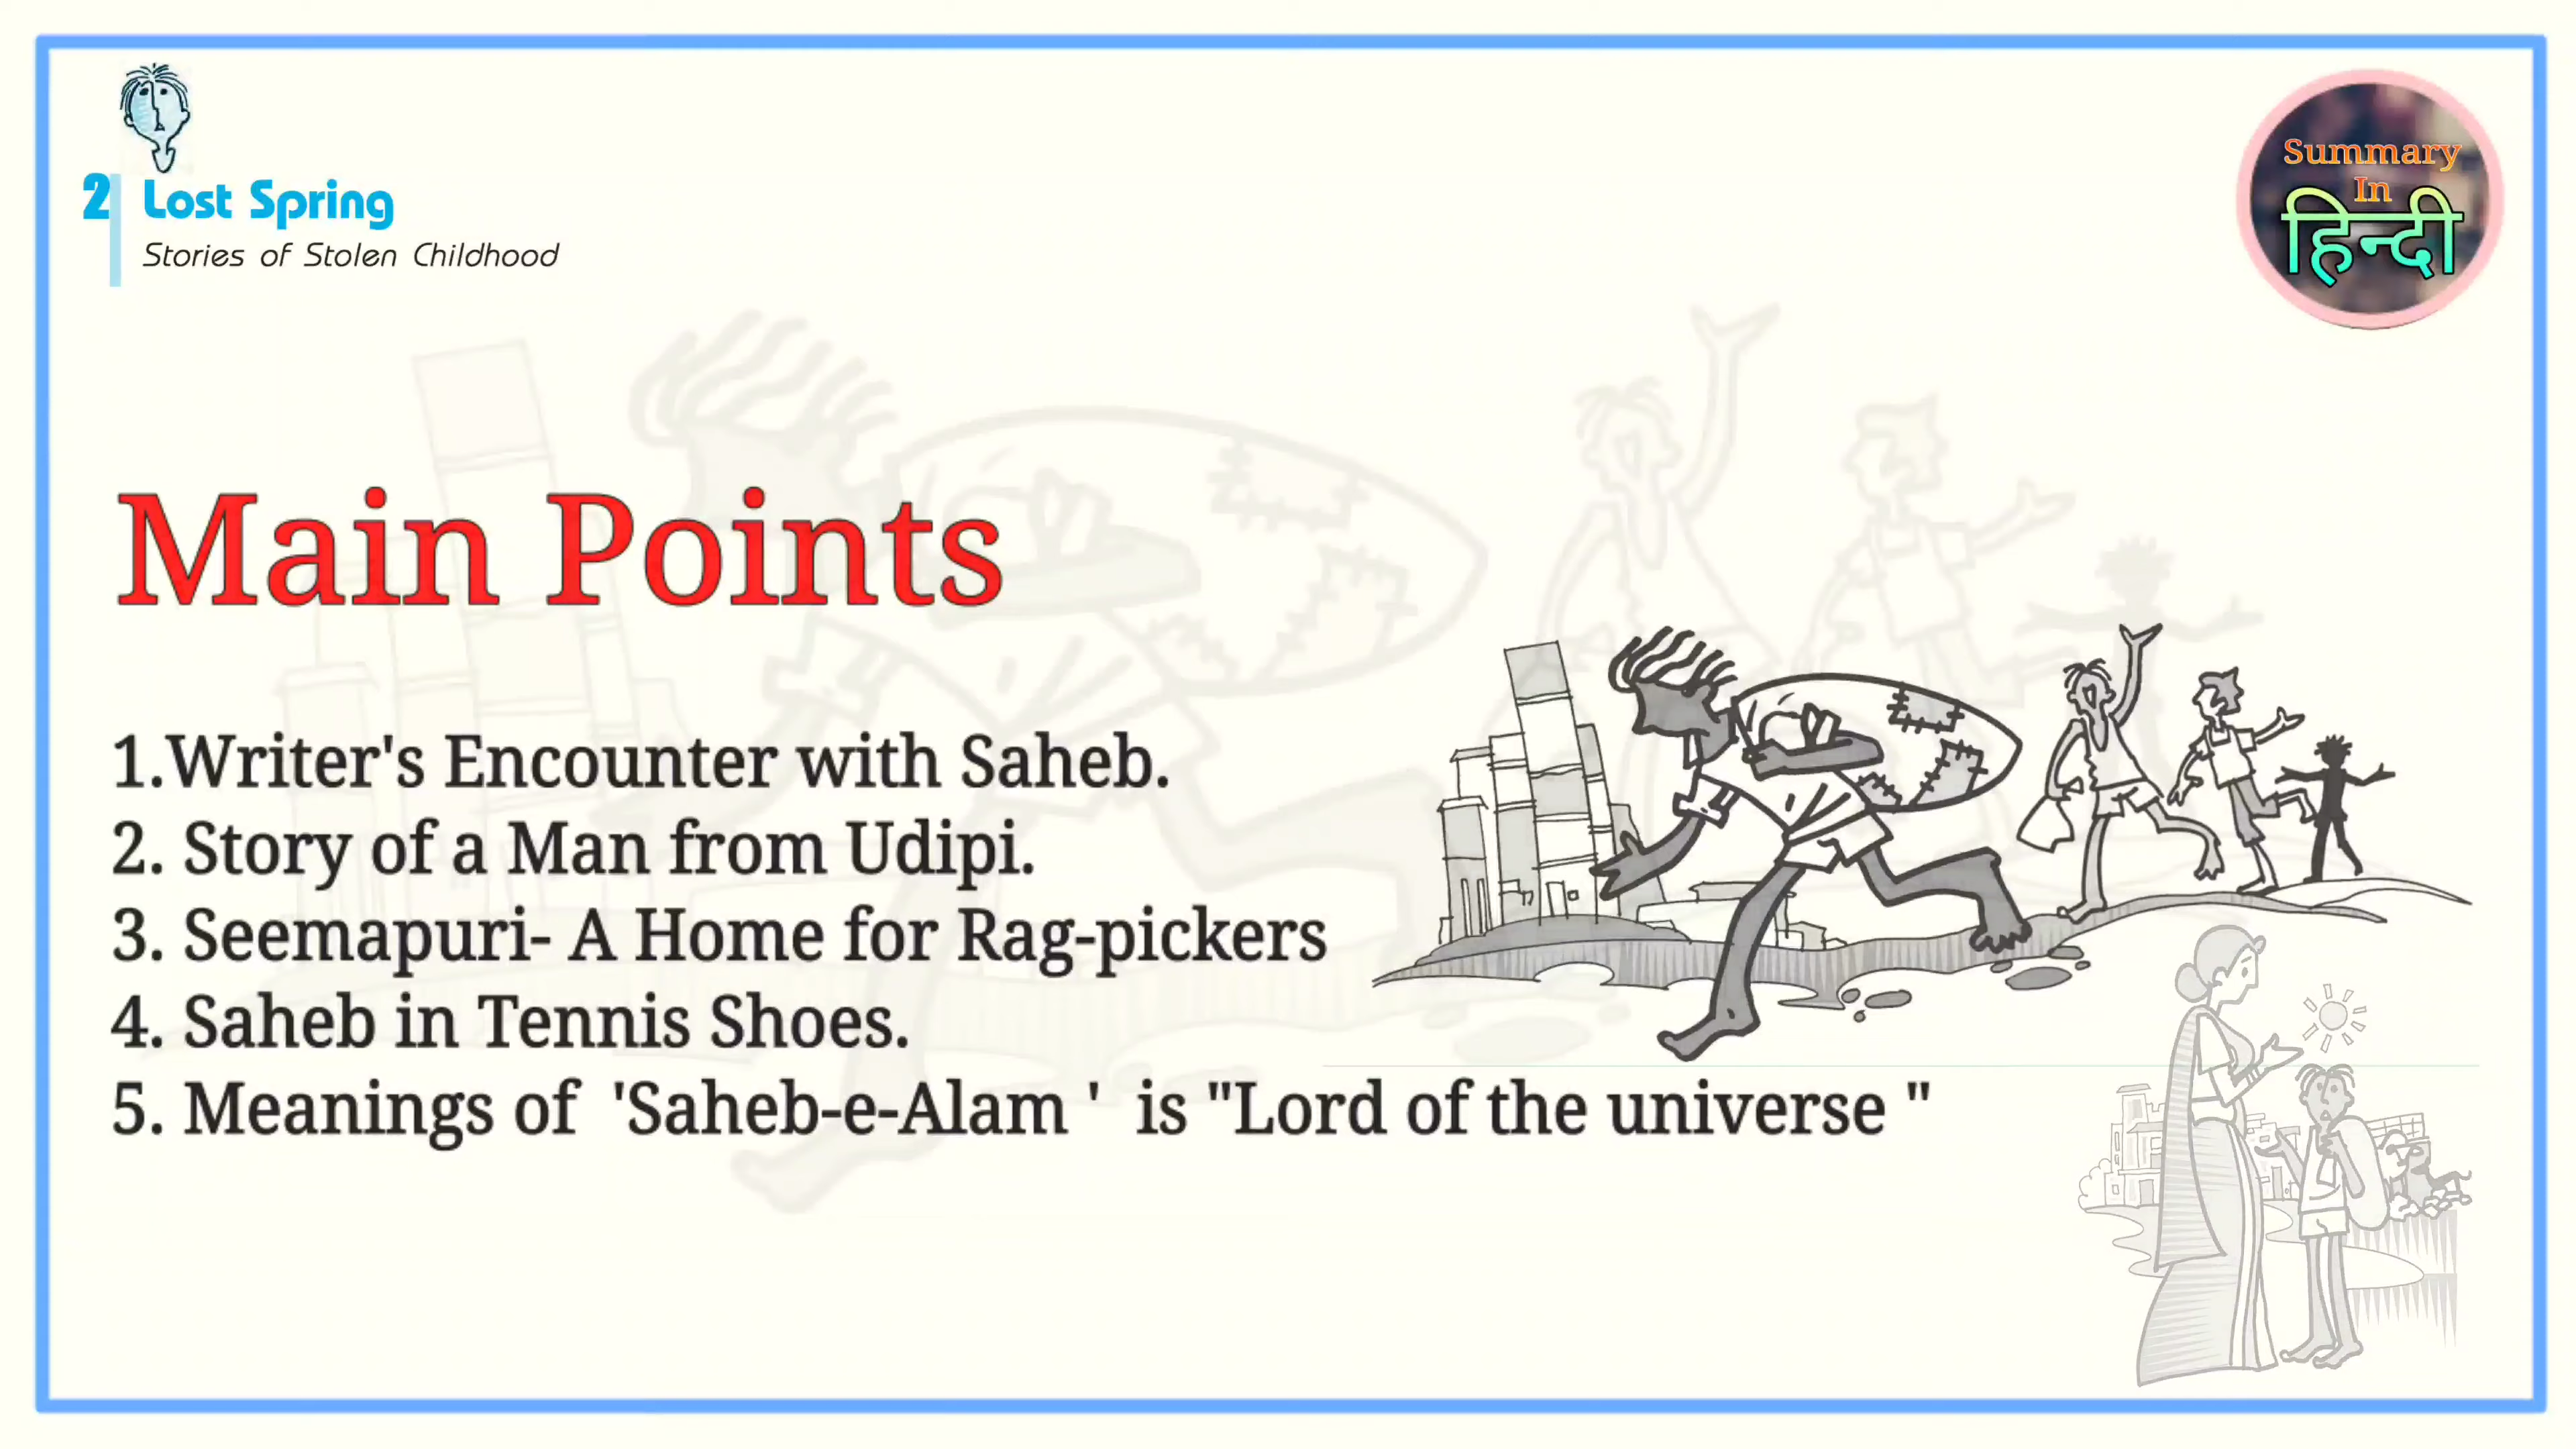 2 Lost Spring
Stories of Stolen Childhood
Summary
In
हिन्दी
Main Points
1.Writer's Encounter with Saheb.
2. Story of a Man from Udipi.
3. Seemapuri- A Home for Rag-pickers
4. Saheb in Tennis Shoes.
5. Meanings of 'Saheb-e-Alam ' is "Lord of the universe "